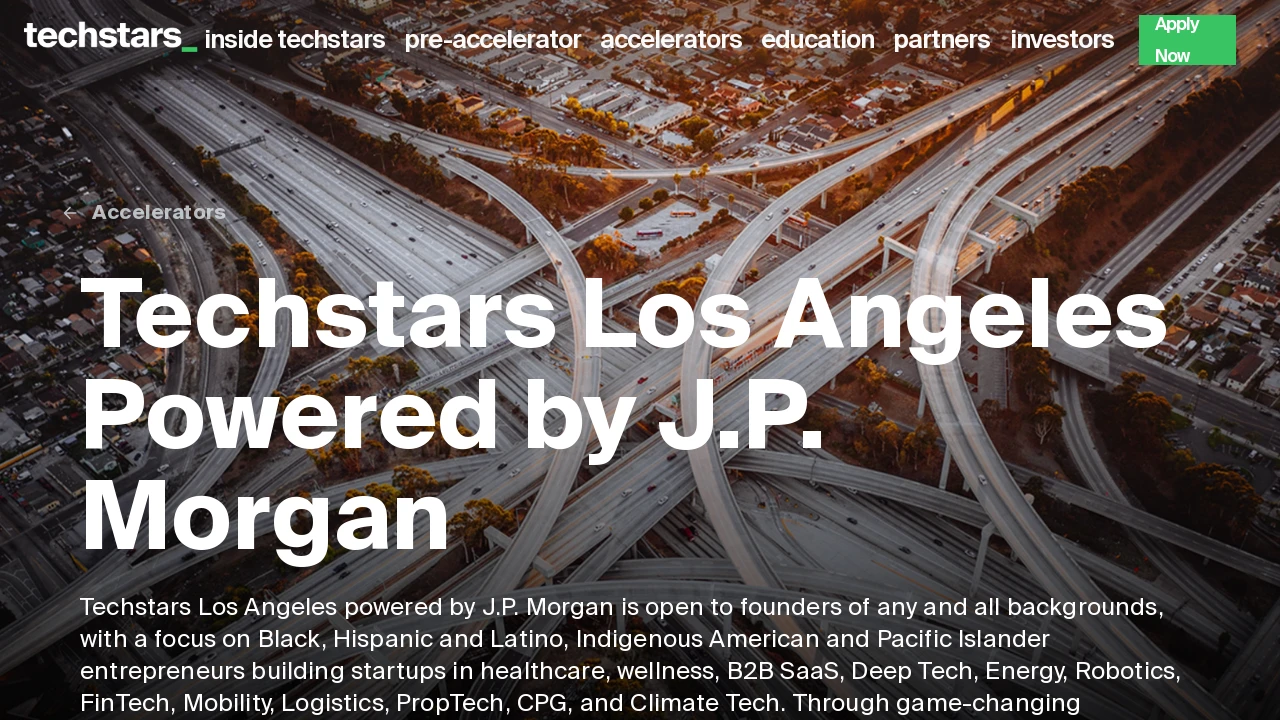 techstars_
inside techstars pre-accelerator accelerators education partners investors
Apply
Now
← Accelerators
Techstars Los Angeles
Powered by J.P.
Morgan
Techstars Los Angeles powered by J.P. Morgan is open to founders of any and all backgrounds,
with a focus on Black, Hispanic and Latino, Indigenous American and Pacific Islander
entrepreneurs building startups in healthcare, wellness, B2B SaaS, Deep Tech, Energy, Robotics,
FinTech, Mobility, Logistics, PropTech, CPG, and Climate Tech. Through game-changing